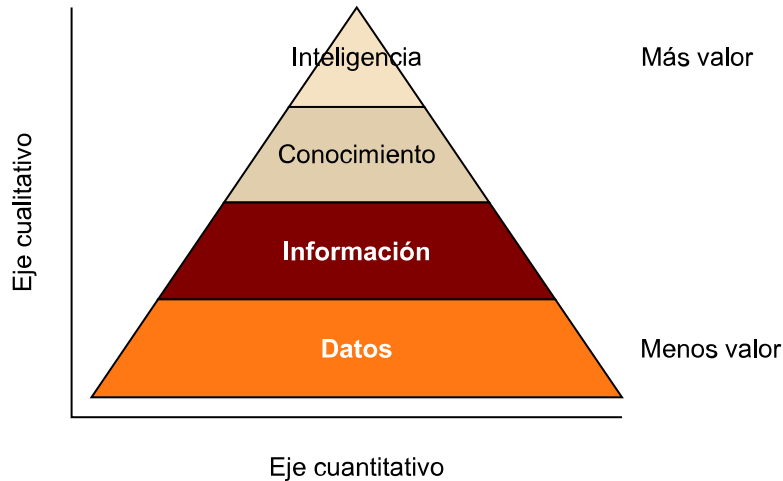 Inteligencia
Más valor
Conocimiento
Eje cualitativo
Información
Datos
Menos valor
Eje cuantitativo